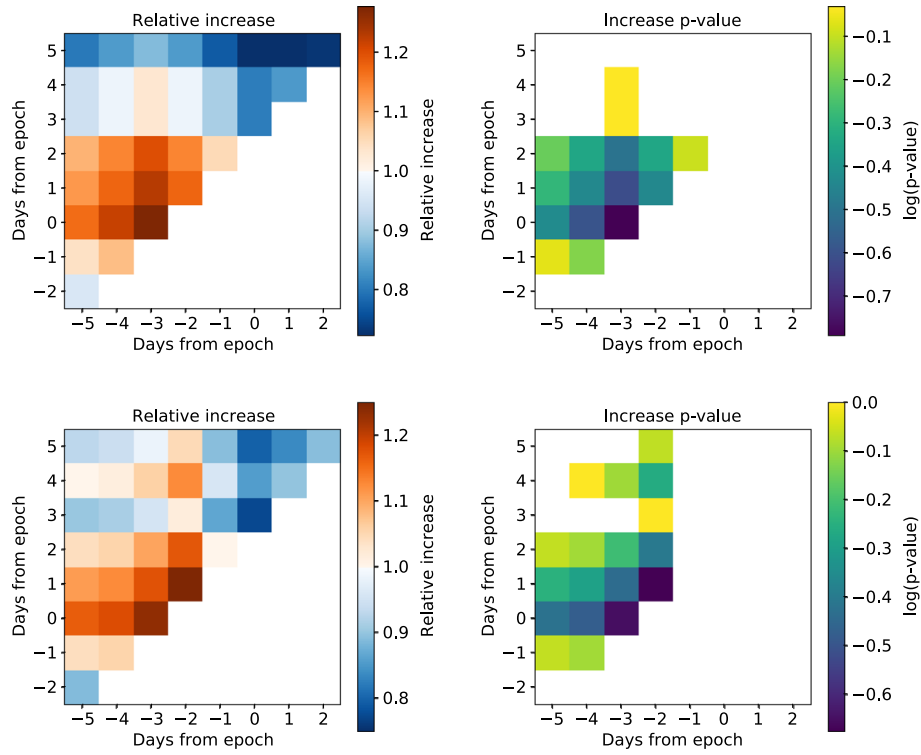 Relative increase
Increase p-value
5
4
3
2
1
0
−1
−2
Days from epoch
−5 −4 −3 −2 −1 0 1 2
Days from epoch
1.2
1.1
1.0
0.9
0.8
Relative increase
5
4
3
2
1
0
−1
−2
Days from epoch
−5 −4 −3 −2 −1 0 1 2
Days from epoch
−0.1
−0.2
−0.3
−0.4
−0.5
−0.6
−0.7
log(p-value)
Relative increase
Increase p-value
5
4
3
2
1
0
−1
−2
Days from epoch
−5 −4 −3 −2 −1 0 1 2
Days from epoch
1.2
1.1
1.0
0.9
0.8
Relative increase
5
4
3
2
1
0
−1
−2
Days from epoch
−5 −4 −3 −2 −1 0 1 2
Days from epoch
0.0
−0.1
−0.2
−0.3
−0.4
−0.5
−0.6
log(p-value)